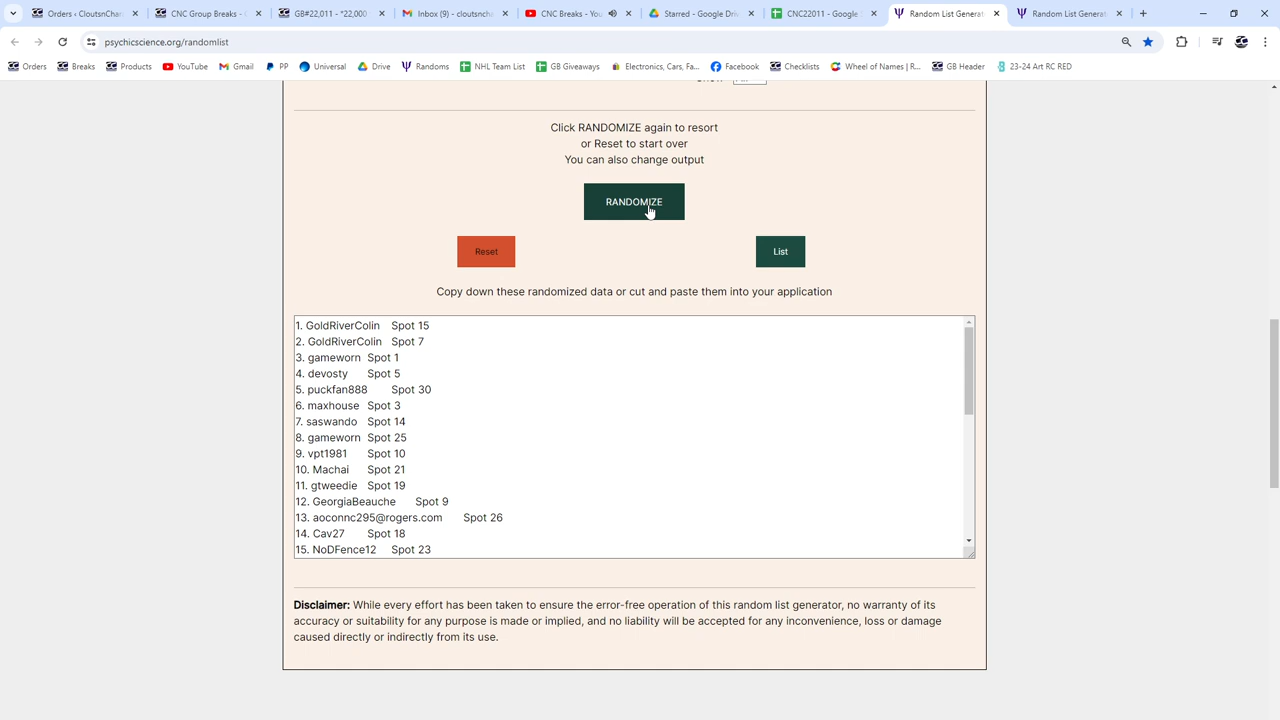 Orders ‹ CloutsnCha
CNC Group Breaks
GB#22,011 - *22,000
Inbox (9) - cloutsnch
CNC Breaks - You
Starred - Google Dri
CNC22011 - Google
Random List Generat
Random List Generat
psychicscience.org/randomlist
Orders
Breaks
Products
YouTube
Gmail
PP
Universal
Drive
Randoms
NHL Team List
GB Giveaways
Electronics, Cars, Fa...
Facebook
Checklists
Wheel of Names | R...
GB Header
23-24 Art RC RED
Click RANDOMIZE again to resort
or Reset to start over
You can also change output
RANDOMIZE
Reset
List
Copy down these randomized data or cut and paste them into your application
1. GoldRiverColin Spot 15
2. GoldRiverColin Spot 7
3. gameworn Spot 1
4. devosty Spot 5
5. puckfan888 Spot 30
6. maxhouse Spot 3
7. saswando Spot 14
8. gameworn Spot 25
9. vpt1981 Spot 10
10. Machai Spot 21
11. gtweedie Spot 19
12. GeorgiaBeauche Spot 9
13. aoconnc295@rogers.com Spot 26
14. Cav27 Spot 18
15. NoDFence12 Spot 23
Disclaimer: While every effort has been taken to ensure the error-free operation of this random list generator, no warranty of its
accuracy or suitability for any purpose is made or implied, and no liability will be accepted for any inconvenience, loss or damage
caused directly or indirectly from its use.